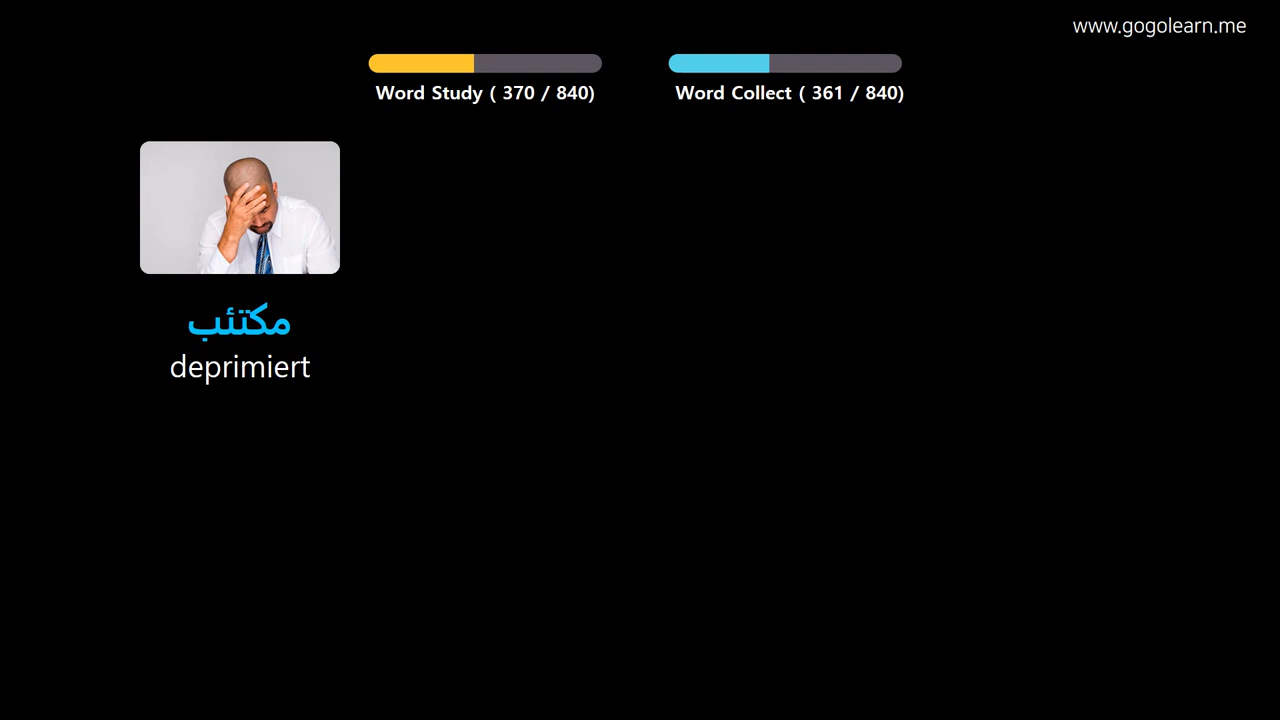 www.gogolearn.me
Word Study ( 370 / 840)
Word Collect ( 361 / 840)
مكتئب
deprimiert